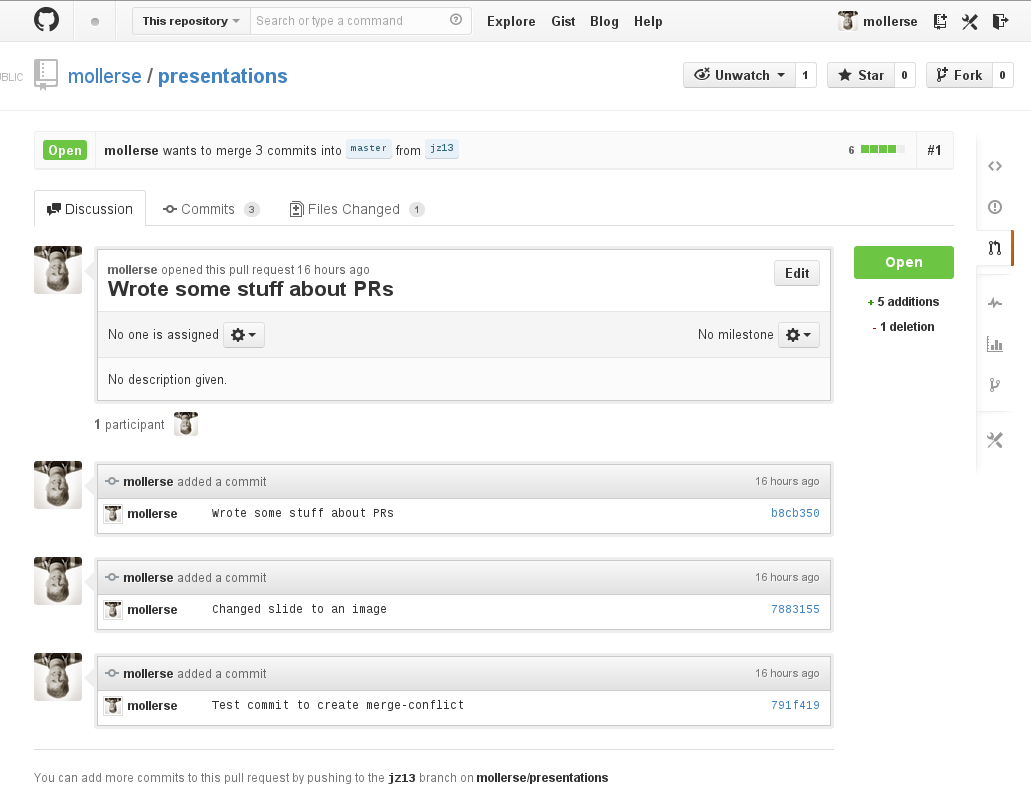 This repository Search or type a command Explore Gist Blog Help mollerse
mollerse / presentations Unwatch 1 Star 0 Fork 0
Open mollerse wants to merge 3 commits into master from jz13 6 #1
Discussion Commits 3 Files Changed 1
mollerse opened this pull request 16 hours ago
Wrote some stuff about PRs
Edit
Open
+ 5 additions
- 1 deletion
No one is assigned No milestone
No description given.
1 participant
mollerse added a commit 16 hours ago
mollerse Wrote some stuff about PRs b8cb350
mollerse added a commit 16 hours ago
mollerse Changed slide to an image 7883155
mollerse added a commit 16 hours ago
mollerse Test commit to create merge-conflict 791f419
You can add more commits to this pull request by pushing to the jz13 branch on mollerse/presentations